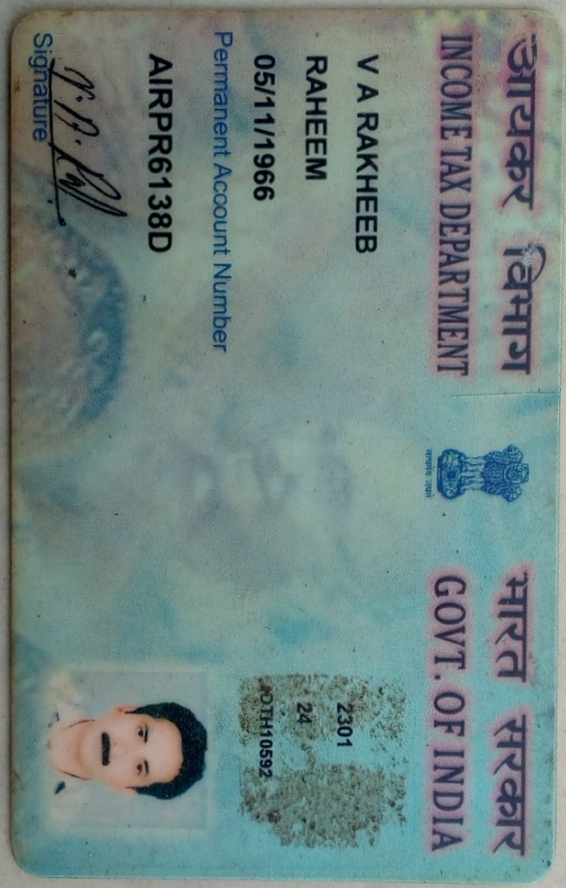 आयकर विभाग
INCOME TAX DEPARTMENT
भारत सरकार
GOVT. OF INDIA
सत्यमेव जयते
V A RAKHEEB
RAHEEM
05/11/1966
Permanent Account Number
AIRPR6138D
Signature
2301
24